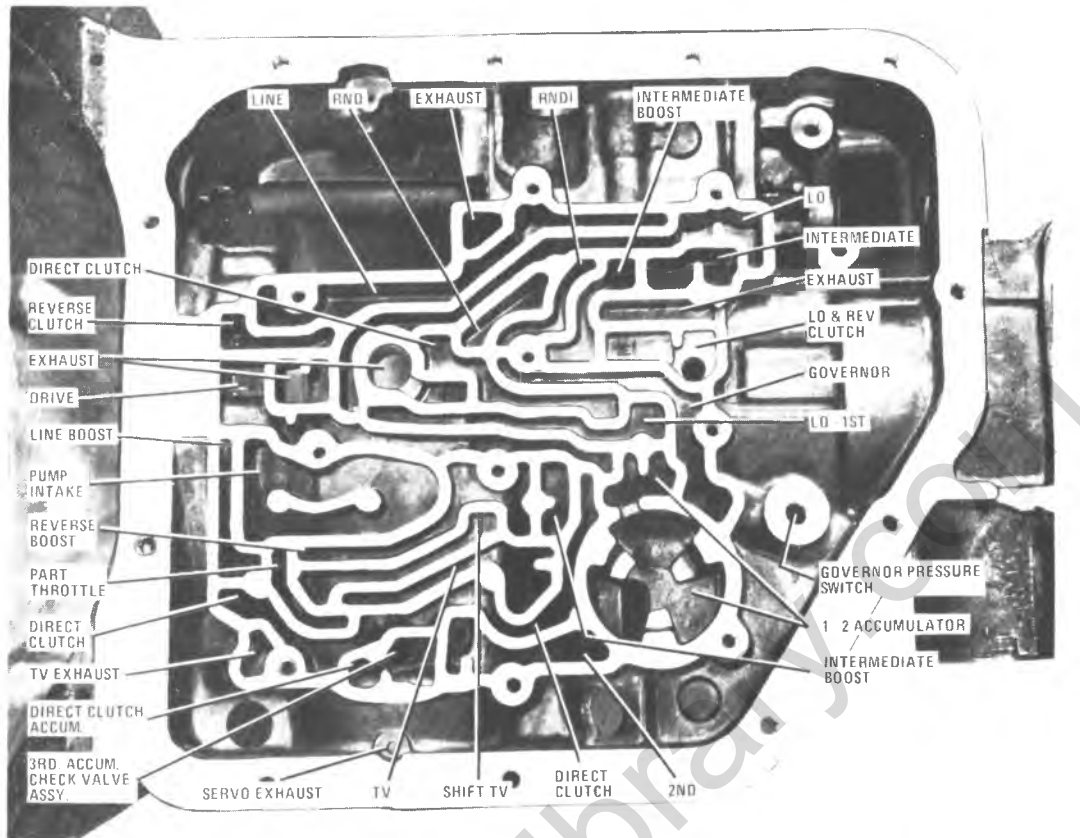 LINE
RND
EXHAUST
RNDI
INTERMEDIATE
BOOST
LO
INTERMEDIATE
EXHAUST
LO & REV
CLUTCH
GOVERNOR
LO - 1ST
DIRECT CLUTCH
REVERSE
CLUTCH
EXHAUST
DRIVE
LINE BOOST
PUMP
INTAKE
REVERSE
BOOST
PART
THROTTLE
DIRECT
CLUTCH
TV EXHAUST
DIRECT CLUTCH
ACCUM.
3RD. ACCUM.
CHECK VALVE
ASSY.
SERVO EXHAUST
TV
SHIFT TV
DIRECT
CLUTCH
2ND
GOVERNOR PRESSURE
SWITCH
1 2 ACCUMULATOR
INTERMEDIATE
BOOST
library.com